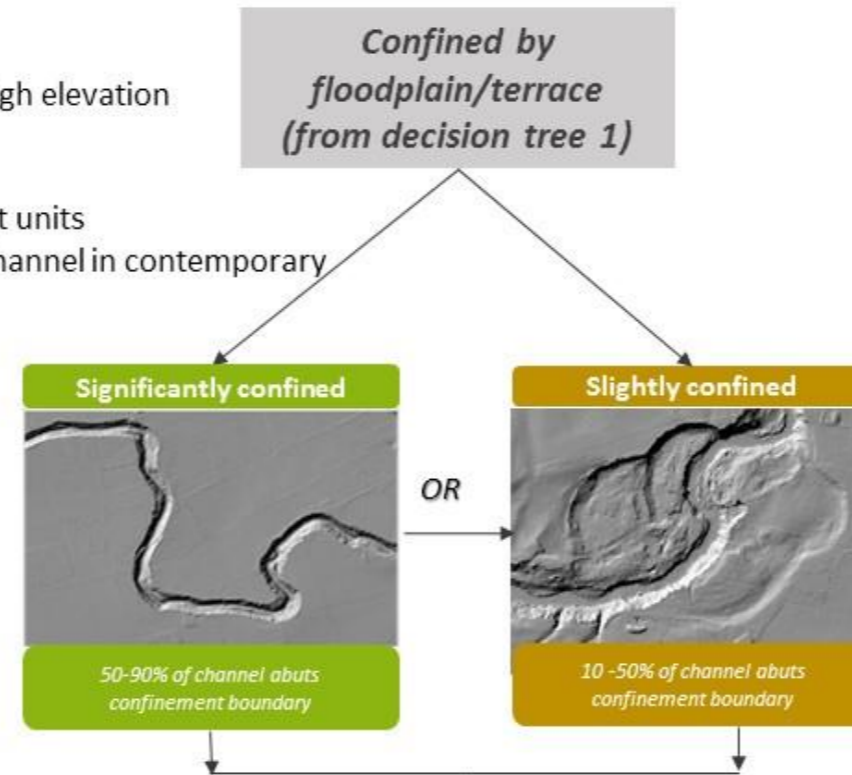 Confined by
floodplain/terrace
(from decision tree 1)
gh elevation
t units
hannel in contemporary
Significantly confined
Slightly confined
OR
50-90% of channel abuts
confinement boundary
10 -50% of channel abuts
confinement boundary